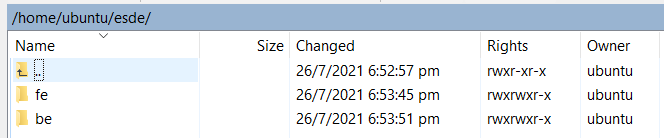 /home/ubuntu/esde/
Name Size Changed Rights Owner
.. 26/7/2021 6:52:57 pm rwxr-xr-x ubuntu
fe 26/7/2021 6:53:45 pm rwxrwxr-x ubuntu
be 26/7/2021 6:53:51 pm rwxrwxr-x ubuntu